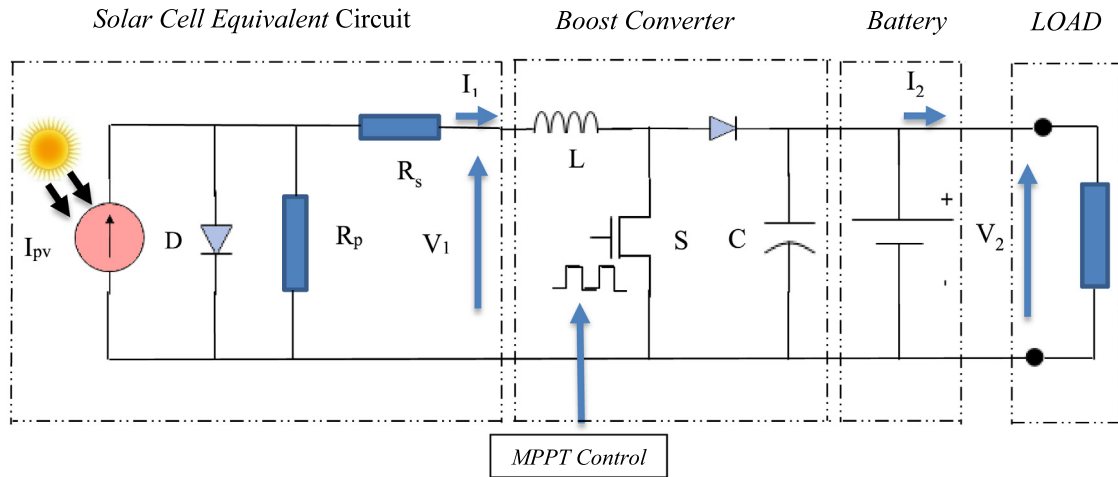 Solar Cell Equivalent Circuit
Boost Converter
Battery
LOAD
I₁
I₂
L
Rₛ
Iₚᵥ
D
Rₚ
V₁
S
C
+
-
V₂
MPPT Control